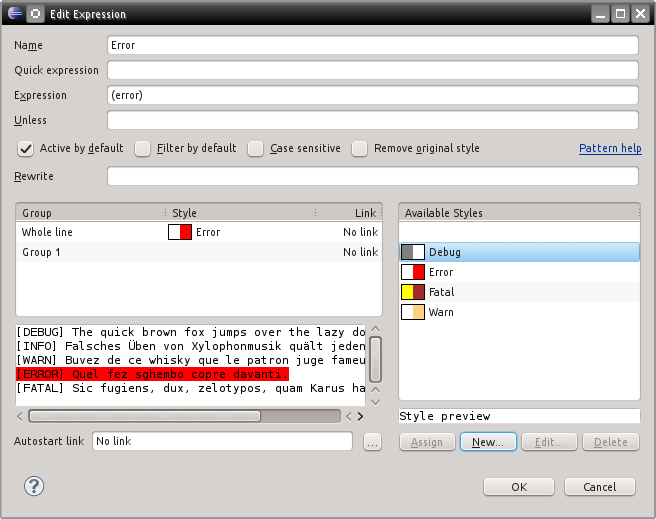 Edit Expression
Name Error
Quick expression
Expression (error)
Unless
Active by default Filter by default Case sensitive Remove original style Pattern help
Rewrite
Group Style Link
Whole line Error No link
Group 1 No link
[DEBUG] The quick brown fox jumps over the lazy do
[INFO] Falsches Üben von Xylophonmusik quält jeden
[WARN] Buvez de ce whisky que le patron juge fameu
[ERROR] Quel fez sghembo copre davanti.
[FATAL] Sic fugiens, dux, zelotypos, quam Karus ha
Autostart link No link ...
Available Styles
Debug
Error
Fatal
Warn
Style preview
Assign New... Edit... Delete
OK Cancel